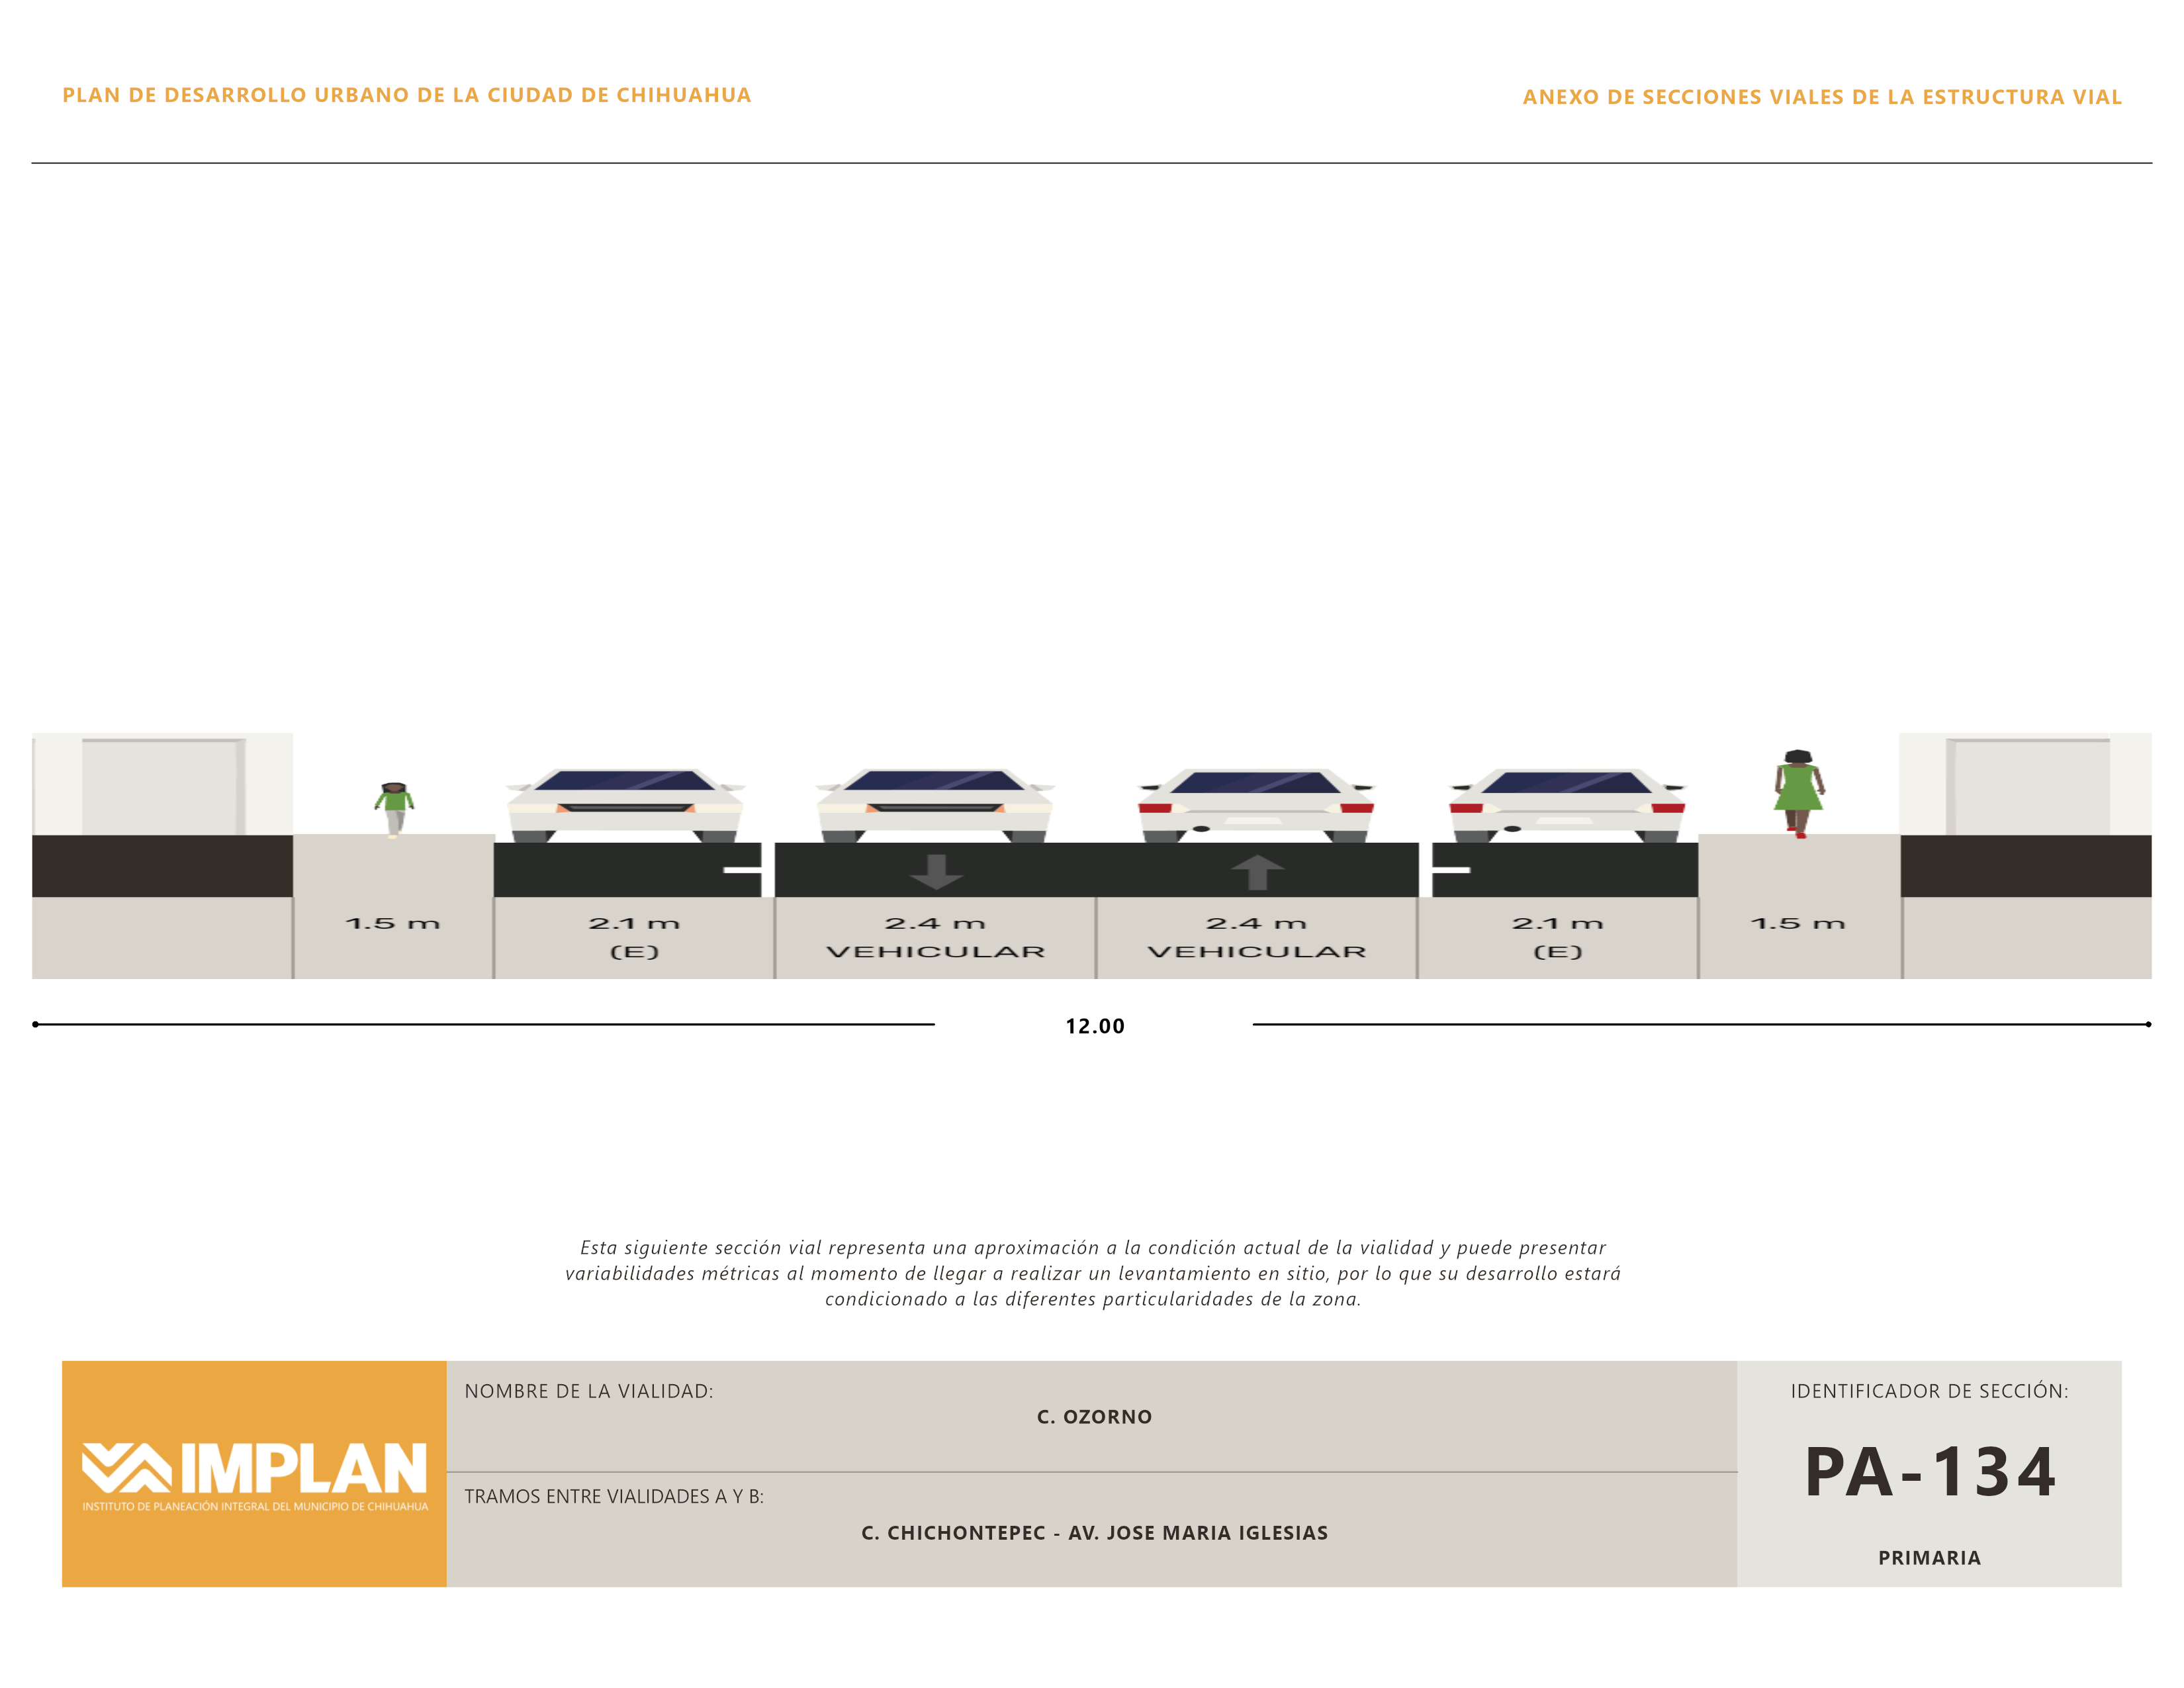 PLAN DE DESARROLLO URBANO DE LA CIUDAD DE CHIHUAHUA
ANEXO DE SECCIONES VIALES DE LA ESTRUCTURA VIAL
1.5 m
2.1 m
(E)
2.4 m
VEHICULAR
2.4 m
VEHICULAR
2.1 m
(E)
1.5 m
12.00
Esta siguiente sección vial representa una aproximación a la condición actual de la vialidad y puede presentar
variabilidades métricas al momento de llegar a realizar un levantamiento en sitio, por lo que su desarrollo estará
condicionado a las diferentes particularidades de la zona.
IMPLAN
INSTITUTO DE PLANEACIÓN INTEGRAL DEL MUNICIPIO DE CHIHUAHUA
NOMBRE DE LA VIALIDAD:
C. OZORNO
TRAMOS ENTRE VIALIDADES A Y B:
C. CHICHONTEPEC - AV. JOSE MARIA IGLESIAS
IDENTIFICADOR DE SECCIÓN:
PA-134
PRIMARIA